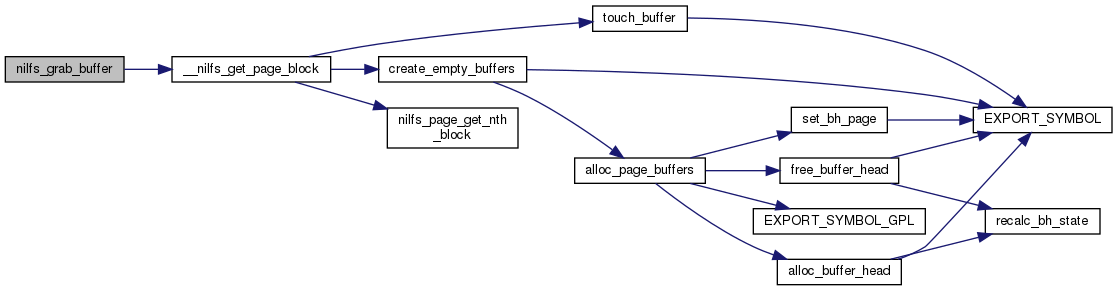 touch_buffer
nilfs_grab_buffer
__nilfs_get_page_block
create_empty_buffers
nilfs_page_get_nth
_block
set_bh_page
EXPORT_SYMBOL
alloc_page_buffers
free_buffer_head
EXPORT_SYMBOL_GPL
recalc_bh_state
alloc_buffer_head